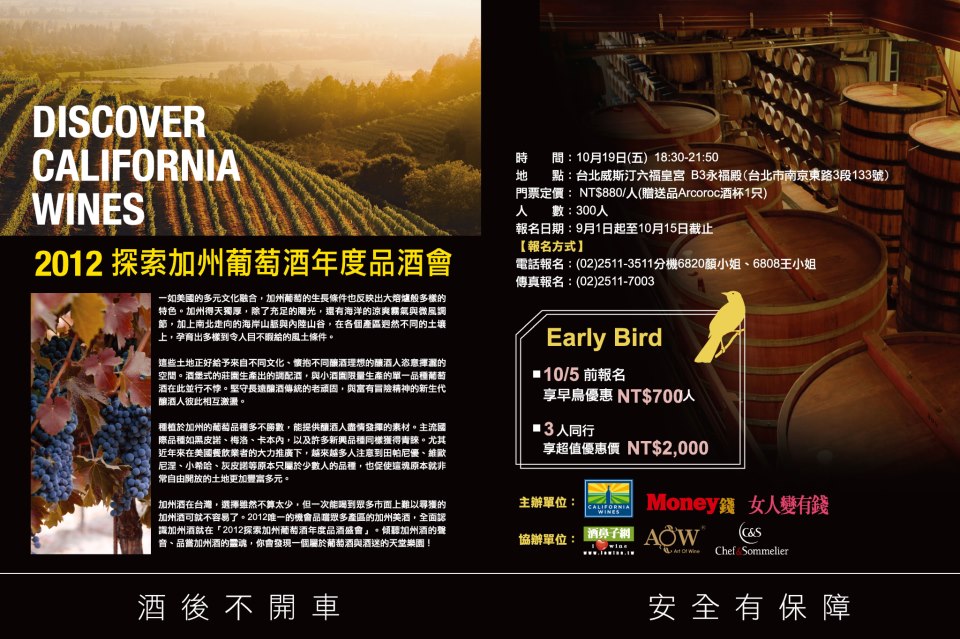 DISCOVER
CALIFORNIA
WINES
2012 探索加州葡萄酒年度品酒會
一如美國的多元文化融合，加州葡萄的生長條件也反映出大熔爐般多樣的
特色。加州得天獨厚，除了充足的陽光，還有海洋的涼爽霧氣與微風調
節，加上南北走向的海岸山脈與內陸山谷，在各個產區迥然不同的土壤
上，孕育出多樣到令人目不暇給的風土條件。
這些土地正好給予來自不同文化、懷抱不同釀酒理想的釀酒人恣意揮灑的
空間。酒堡式的莊園生產出的調配酒，與小酒園限量生產的單一品種葡萄
酒在此並行不悖。堅守長遠釀酒傳統的老頑固，與富有冒險精神的新生代
釀酒人彼此相互激盪。
種植於加州的葡萄品種多不勝數，能提供釀酒人盡情發揮的素材。主流國
際品種如黑皮諾、梅洛、卡本內，以及許多新興品種同樣獲得青睞。尤其
近年來在美國餐飲業者的大力推廣下，越來越多人注意到田帕尼優、維歐
尼涅、小希哈、灰皮諾等原本只屬於少數人的品種，也促使這塊原本就非
常自由開放的土地更加豐富多元。
加州酒在台灣，選擇雖然不算太少，但一次能喝到眾多市面上難以尋獲的
加州酒可就不容易了。2012唯一的機會品嚐眾多產區的加州美酒，全面認
識加州酒就在「2012探索加州葡萄酒年度品酒盛會」。傾聽加州酒的聲
音、品嘗加州酒的靈魂，你會發現一個屬於葡萄酒與酒迷的天堂樂園！
時　　間：10月19日(五) 18:30-21:50
地　　點：台北威斯汀六福皇宮 B3永福殿(台北市南京東路3段133號)
門票定價： NT$880/人(贈送品Arcoroc酒杯1只)
人　　數：300人
報名日期：9月1日起至10月15日截止
【報名方式】
電話報名：(02)2511-3511分機6820顏小姐、6808王小姐
傳真報名：(02)2511-7003
Early Bird
10/5 前報名
享早鳥優惠 NT$700人
3 人同行
享超值優惠價 NT$2,000
主辦單位：
CALIFORNIA
WINES
Money錢
女人變有錢
協辦單位：
酒鼻子網
i wine
www.iswine.tw
AOW
Art Of Wine
C&S
Chef&Sommelier
酒後不開車
安全有保障